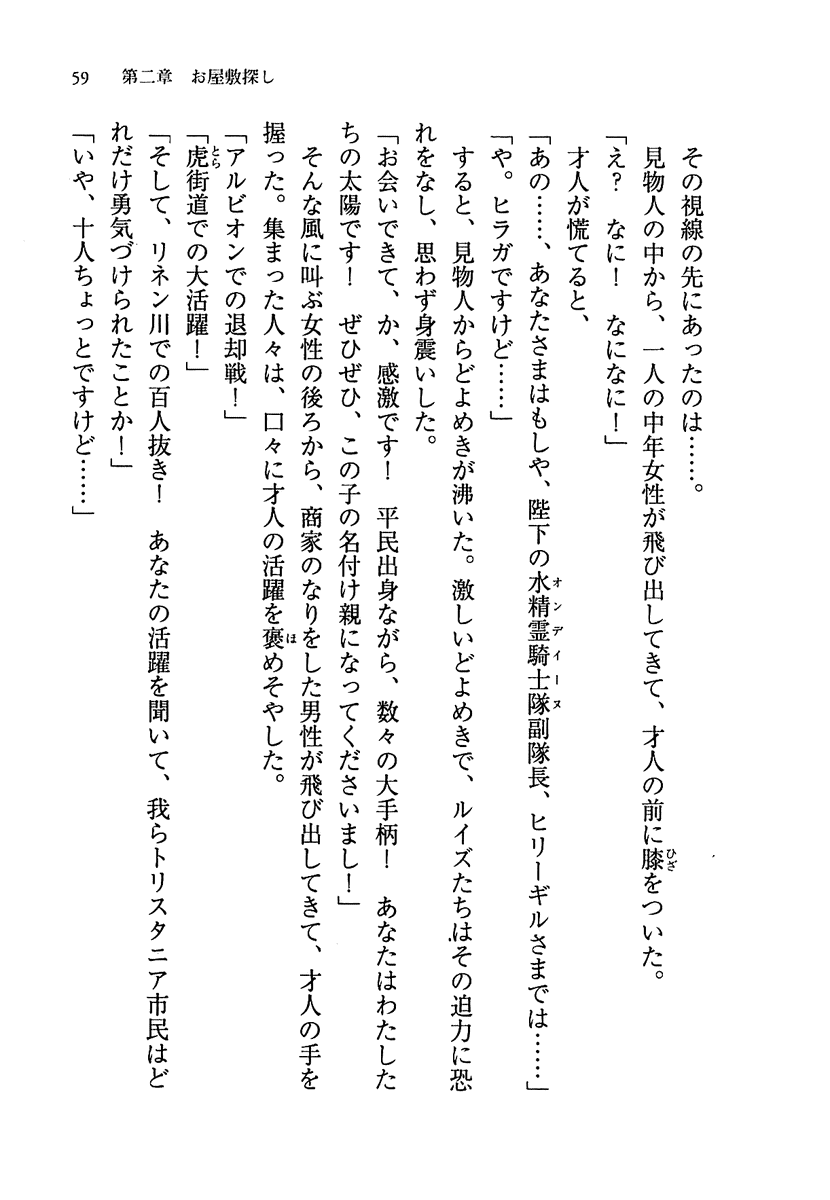 59　第二章　お屋敷探し
　その視線の先にあったのは……。
　見物人の中から、一人の中年女性が飛び出してきて、才人の前に膝をついた。
「え？　なに！　なになに！」
　才人が慌てると、
「あの……、あなたさまはもしや、陛下の水精霊騎士隊副隊長、ヒリーギルさまでは……」
「や。ヒラガですけど……」
　すると、見物人からどよめきが沸いた。激しいどよめきで、ルイズたちはその迫力に恐
れをなし、思わず身震いした。
「お会いできて、か、感激です！　平民出身ながら、数々の大手柄！　あなたはわたした
ちの太陽です！　ぜひぜひ、この子の名付け親になってくださいまし！」
　そんな風に叫ぶ女性の後ろから、商家のなりをした男性が飛び出してきて、才人の手を
握った。集まった人々は、口々に才人の活躍を褒めそやした。
「アルビオンでの退却戦！」
「虎街道での大活躍！」
「そして、リネン川での百人抜き！　あなたの活躍を聞いて、我らトリスタニア市民はど
れだけ勇気づけられたことか！」
「いや、十人ちょっとですけど……」